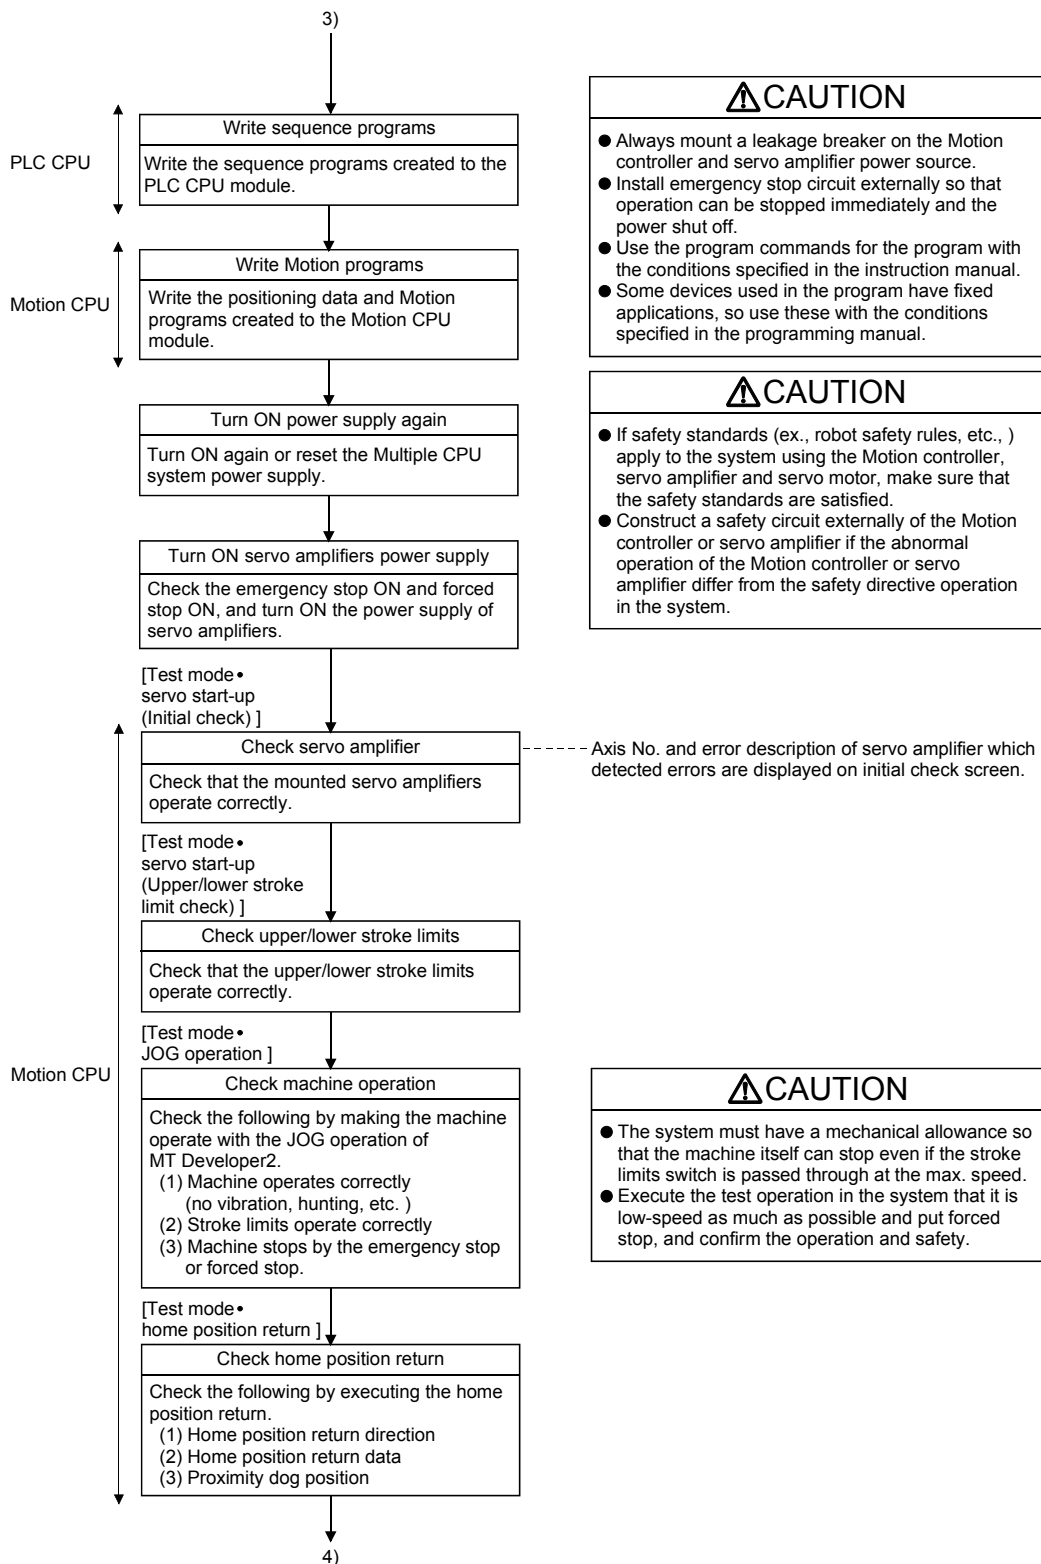 3)
PLC CPU
Write sequence programs
Write the sequence programs created to the
PLC CPU module.
Motion CPU
Write Motion programs
Write the positioning data and Motion
programs created to the Motion CPU
module.
Turn ON power supply again
Turn ON again or reset the Multiple CPU
system power supply.
Turn ON servo amplifiers power supply
Check the emergency stop ON and forced
stop ON, and turn ON the power supply of
servo amplifiers.
[Test mode•
servo start-up
(Initial check) ]
Check servo amplifier
Check that the mounted servo amplifiers
operate correctly.
Axis No. and error description of servo amplifier which
detected errors are displayed on initial check screen.
[Test mode•
servo start-up
(Upper/lower stroke
limit check) ]
Check upper/lower stroke limits
Check that the upper/lower stroke limits
operate correctly.
[Test mode•
JOG operation ]
Motion CPU
Check machine operation
Check the following by making the machine
operate with the JOG operation of
MT Developer2.
(1) Machine operates correctly
(no vibration, hunting, etc. )
(2) Stroke limits operate correctly
(3) Machine stops by the emergency stop
or forced stop.
[Test mode•
home position return ]
Check home position return
Check the following by executing the home
position return.
(1) Home position return direction
(2) Home position return data
(3) Proximity dog position
4)
CAUTION
● Always mount a leakage breaker on the Motion
controller and servo amplifier power source.
● Install emergency stop circuit externally so that
operation can be stopped immediately and the
power shut off.
● Use the program commands for the program with
the conditions specified in the instruction manual.
● Some devices used in the program have fixed
applications, so use these with the conditions
specified in the programming manual.
CAUTION
● If safety standards (ex., robot safety rules, etc., )
apply to the system using the Motion controller,
servo amplifier and servo motor, make sure that
the safety standards are satisfied.
● Construct a safety circuit externally of the Motion
controller or servo amplifier if the abnormal
operation of the Motion controller or servo
amplifier differ from the safety directive operation
in the system.
CAUTION
● The system must have a mechanical allowance so
that the machine itself can stop even if the stroke
limits switch is passed through at the max. speed.
● Execute the test operation in the system that it is
low-speed as much as possible and put forced
stop, and confirm the operation and safety.